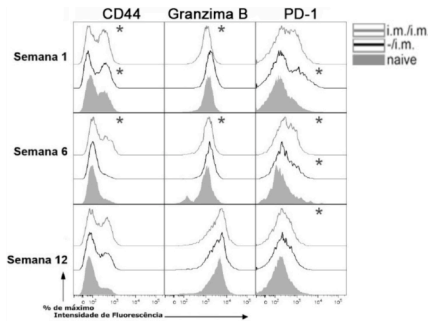 CD44 Granzima B PD-1
i.m./i.m.
-/i.m.
naive
Semana 1
* * *
* *
Semana 6
* * *
*
Semana 12
*
% de máximo
Intensidade de Fluorescência